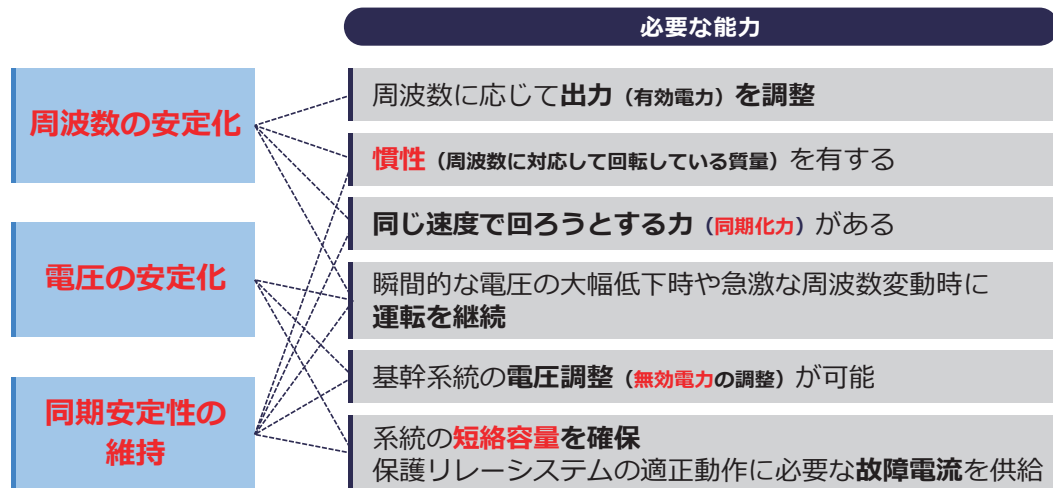 必要な能力
周波数の安定化
電圧の安定化
同期安定性の
維持
周波数に応じて出力（有効電力）を調整
慣性（周波数に対応して回転している質量）を有する
同じ速度で回ろうとする力（同期化力）がある
瞬間的な電圧の大幅低下時や急激な周波数変動時に
運転を継続
基幹系統の電圧調整（無効電力の調整）が可能
系統の短絡容量を確保
保護リレーシステムの適正動作に必要な故障電流を供給